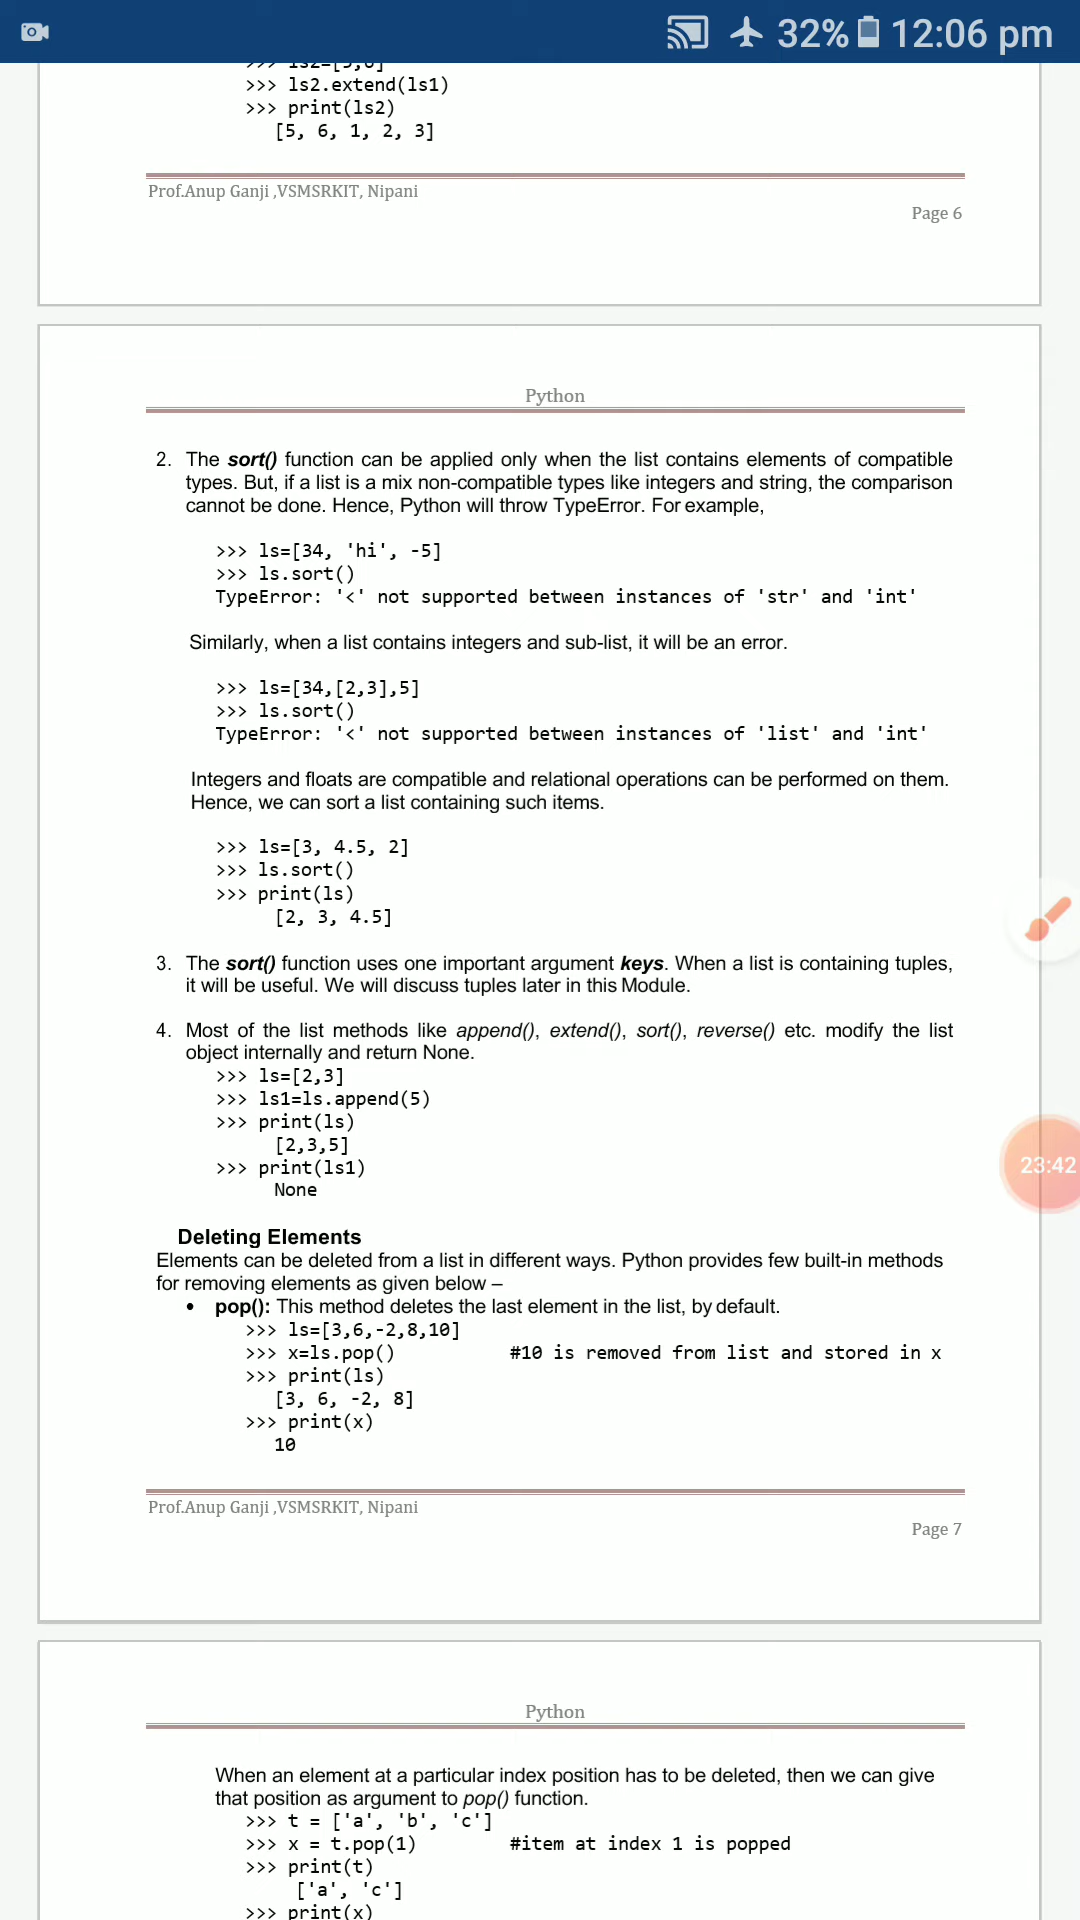 32% 12:06 pm
>>> ls2=[5,6]
>>> ls2.extend(ls1)
>>> print(ls2)
[5, 6, 1, 2, 3]
Prof.Anup Ganji ,VSMSRKIT, Nipani
Page 6
Python
2. The sort() function can be applied only when the list contains elements of compatible
types. But, if a list is a mix non-compatible types like integers and string, the comparison
cannot be done. Hence, Python will throw TypeError. For example,
>>> ls=[34, 'hi', -5]
>>> ls.sort()
TypeError: '<' not supported between instances of 'str' and 'int'
Similarly, when a list contains integers and sub-list, it will be an error.
>>> ls=[34,[2,3],5]
>>> ls.sort()
TypeError: '<' not supported between instances of 'list' and 'int'
Integers and floats are compatible and relational operations can be performed on them.
Hence, we can sort a list containing such items.
>>> ls=[3, 4.5, 2]
>>> ls.sort()
>>> print(ls)
[2, 3, 4.5]
3. The sort() function uses one important argument keys. When a list is containing tuples,
it will be useful. We will discuss tuples later in this Module.
4. Most of the list methods like append(), extend(), sort(), reverse() etc. modify the list
object internally and return None.
>>> ls=[2,3]
>>> ls1=ls.append(5)
>>> print(ls)
[2,3,5]
>>> print(ls1)
None
23:42
Deleting Elements
Elements can be deleted from a list in different ways. Python provides few built-in methods
for removing elements as given below –
• pop(): This method deletes the last element in the list, by default.
>>> ls=[3,6,-2,8,10]
>>> x=ls.pop() #10 is removed from list and stored in x
>>> print(ls)
[3, 6, -2, 8]
>>> print(x)
10
Prof.Anup Ganji ,VSMSRKIT, Nipani
Page 7
Python
When an element at a particular index position has to be deleted, then we can give
that position as argument to pop() function.
>>> t = ['a', 'b', 'c']
>>> x = t.pop(1) #item at index 1 is popped
>>> print(t)
['a', 'c']
>>> print(x)